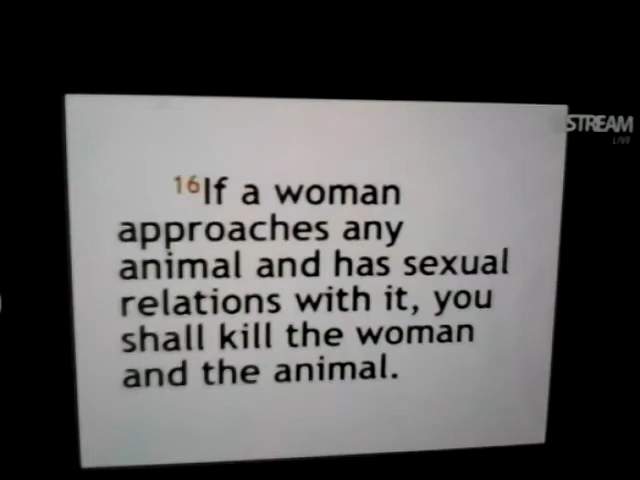 STREAM
LIVE
16If a woman
approaches any
animal and has sexual
relations with it, you
shall kill the woman
and the animal.